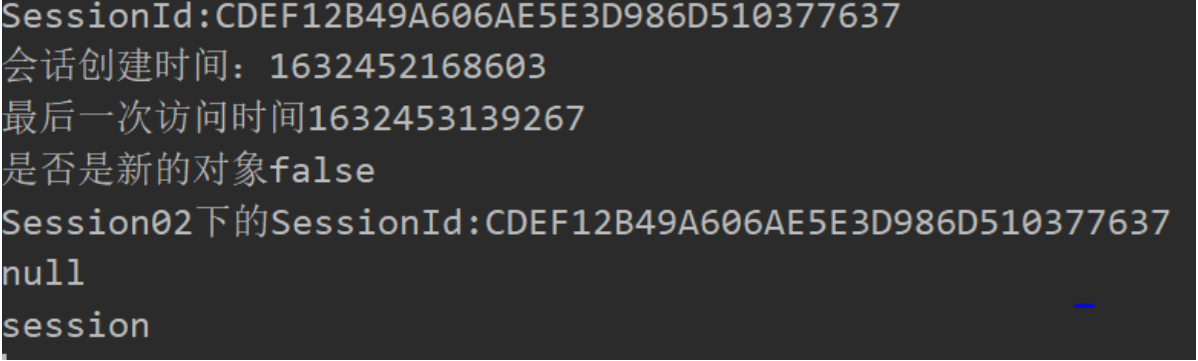 SessionId:CDEF12B49A606AE5E3D986D510377637
会话创建时间：1632452168603
最后一次访问时间1632453139267
是否是新的对象false
Session02下的SessionId:CDEF12B49A606AE5E3D986D510377637
null
session